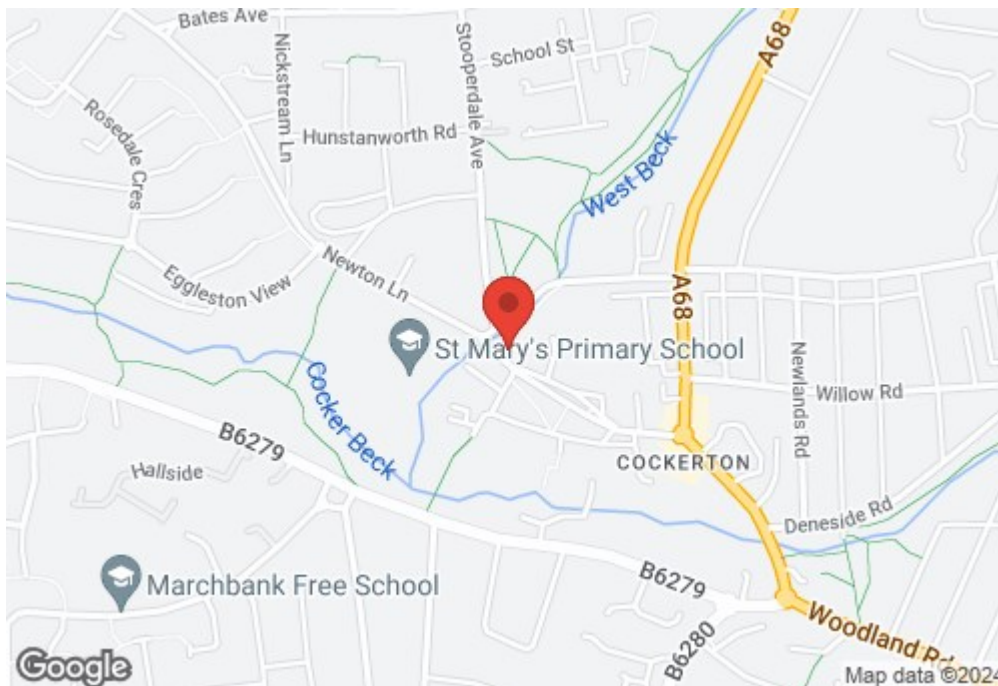 Bates Ave
Nickstream Ln
Stooperdale Ave
School St
A68
Rosedale Cres
Hunstanworth Rd
West Beck
Eggleston View
Newton Ln
A68
St Mary's Primary School
Newlands Rd
Willow Rd
Cocker Beck
B6279
COCKERTON
Hallside
Deneside Rd
Marchbank Free School
B6279
B6280
Woodland Rd
Google
Map data ©2024